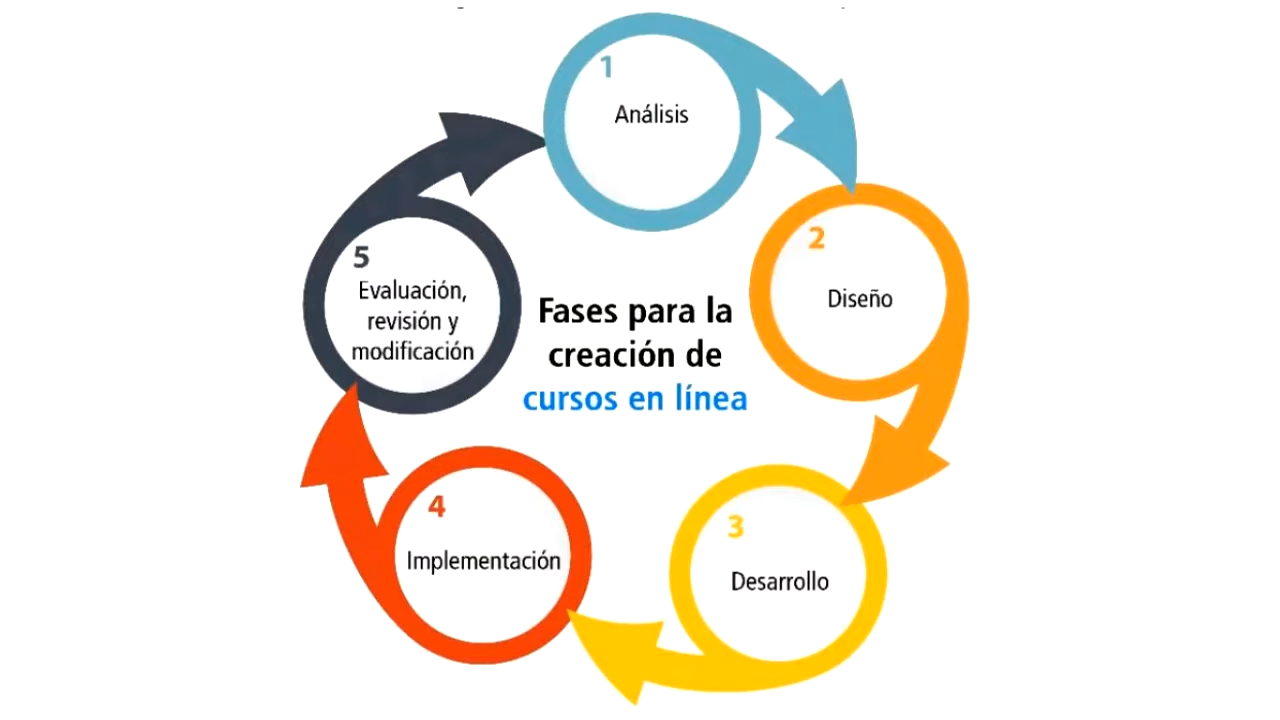 1
Análisis
2
Diseño
3
Desarrollo
4
Implementación
5
Evaluación,
revisión y
modificación
Fases para la
creación de
cursos en línea